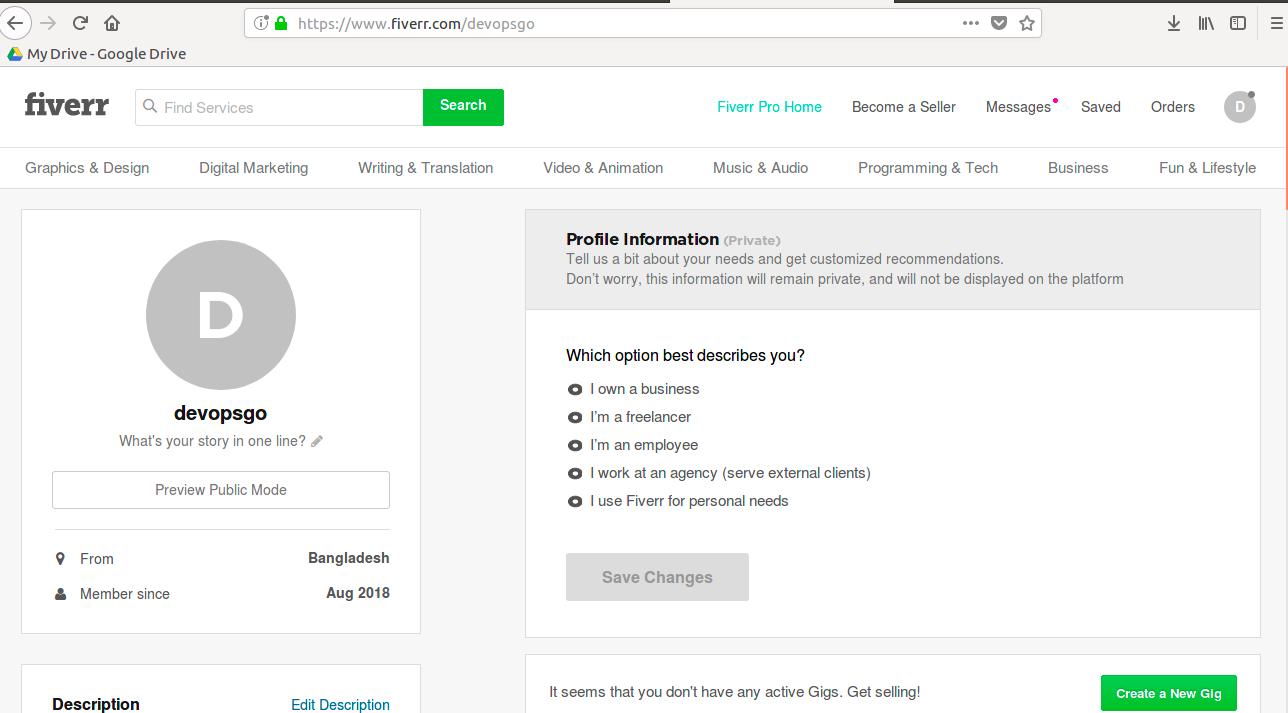 https://www.fiverr.com/devopsgo
My Drive - Google Drive
fiverr
Find Services
Search
Fiverr Pro Home
Become a Seller
Messages
Saved
Orders
D
Graphics & Design
Digital Marketing
Writing & Translation
Video & Animation
Music & Audio
Programming & Tech
Business
Fun & Lifestyle
D
devopsgo
What's your story in one line?
Preview Public Mode
From Bangladesh
Member since Aug 2018
Description Edit Description
Profile Information (Private)
Tell us a bit about your needs and get customized recommendations.
Don't worry, this information will remain private, and will not be displayed on the platform
Which option best describes you?
I own a business
I'm a freelancer
I'm an employee
I work at an agency (serve external clients)
I use Fiverr for personal needs
Save Changes
It seems that you don't have any active Gigs. Get selling!
Create a New Gig